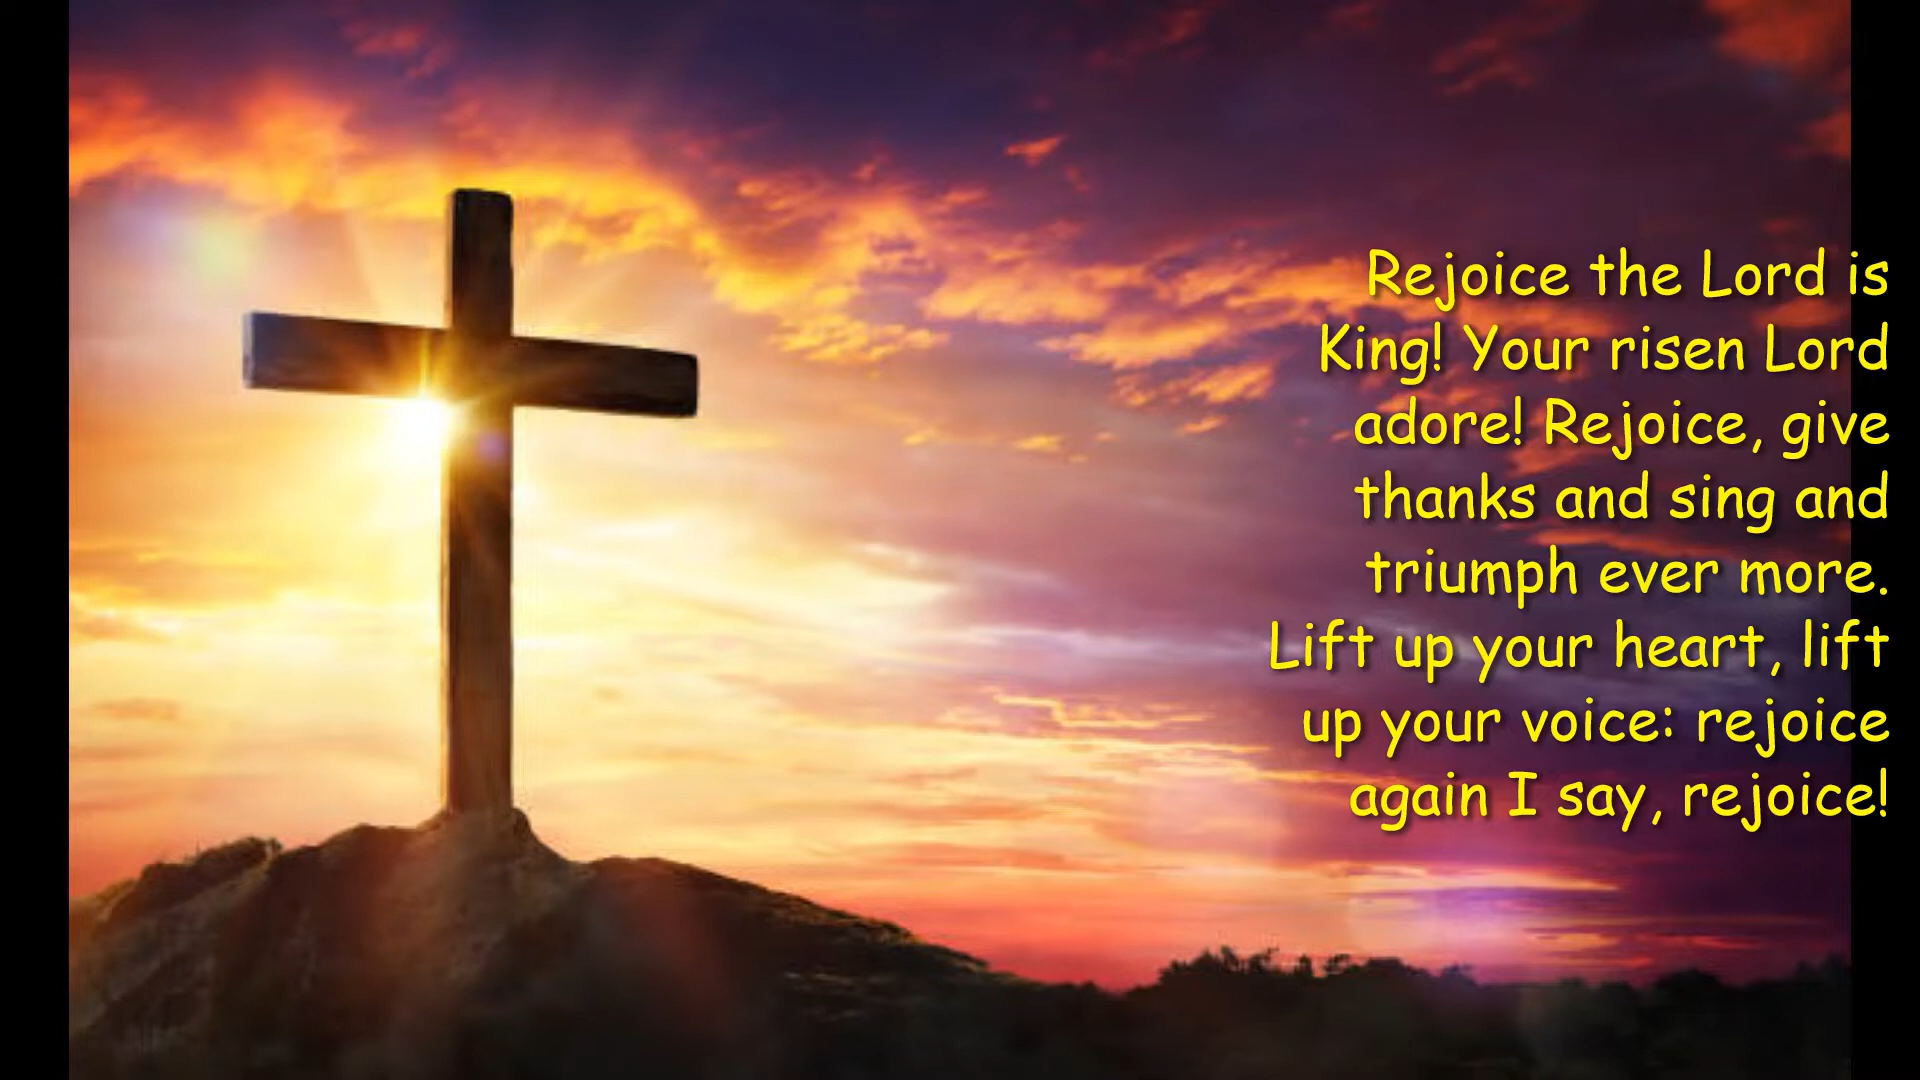 Rejoice the Lord is
King! Your risen Lord
adore! Rejoice, give
thanks and sing and
triumph ever more.
Lift up your heart, lift
up your voice: rejoice
again I say, rejoice!